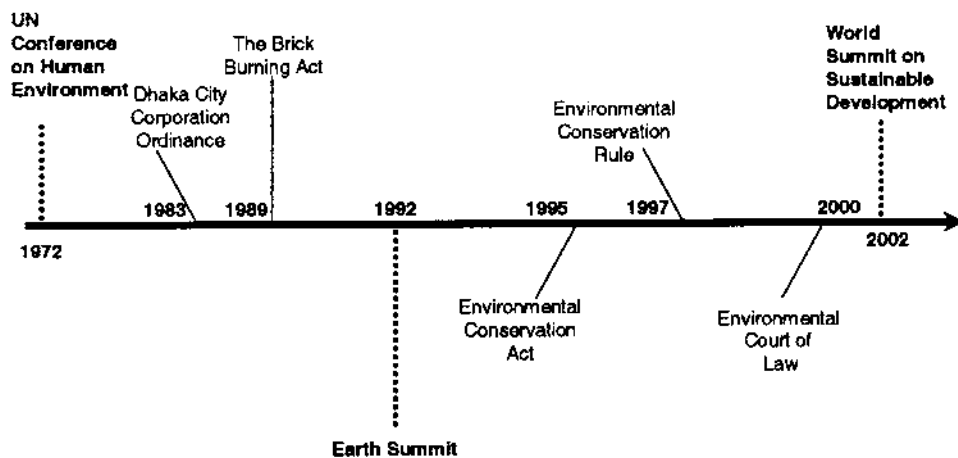 UN
Conference
on Human
Environment
Dhaka City
Corporation
Ordinance
The Brick
Burning Act
Environmental
Conservation
Rule
World
Summit on
Sustainable
Development
1983
1989
1992
1995
1997
2000
1972
2002
Environmental
Conservation
Act
Environmental
Court of
Law
Earth Summit